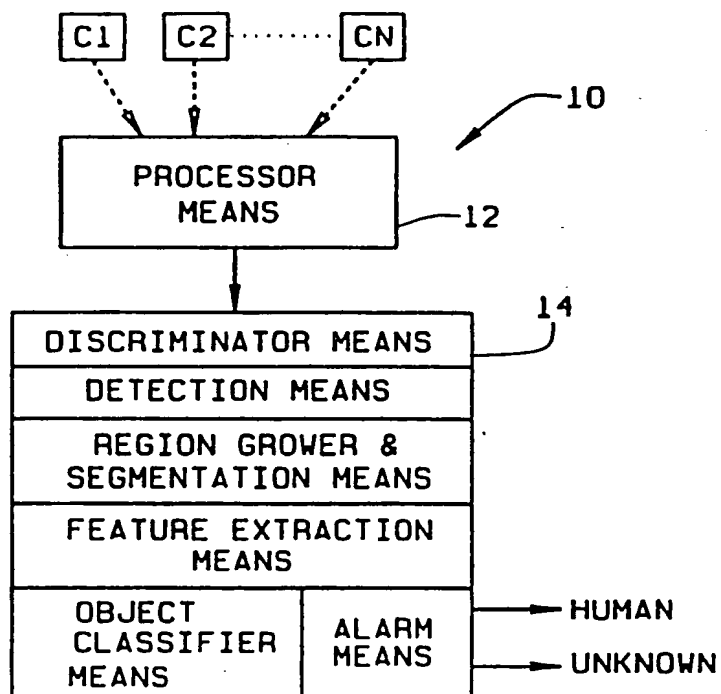 C1 C2 CN
10
PROCESSOR
MEANS
12
14
DISCRIMINATOR MEANS
DETECTION MEANS
REGION GROWER &
SEGMENTATION MEANS
FEATURE EXTRACTION
MEANS
OBJECT
CLASSIFIER
MEANS
ALARM
MEANS
HUMAN
UNKNOWN